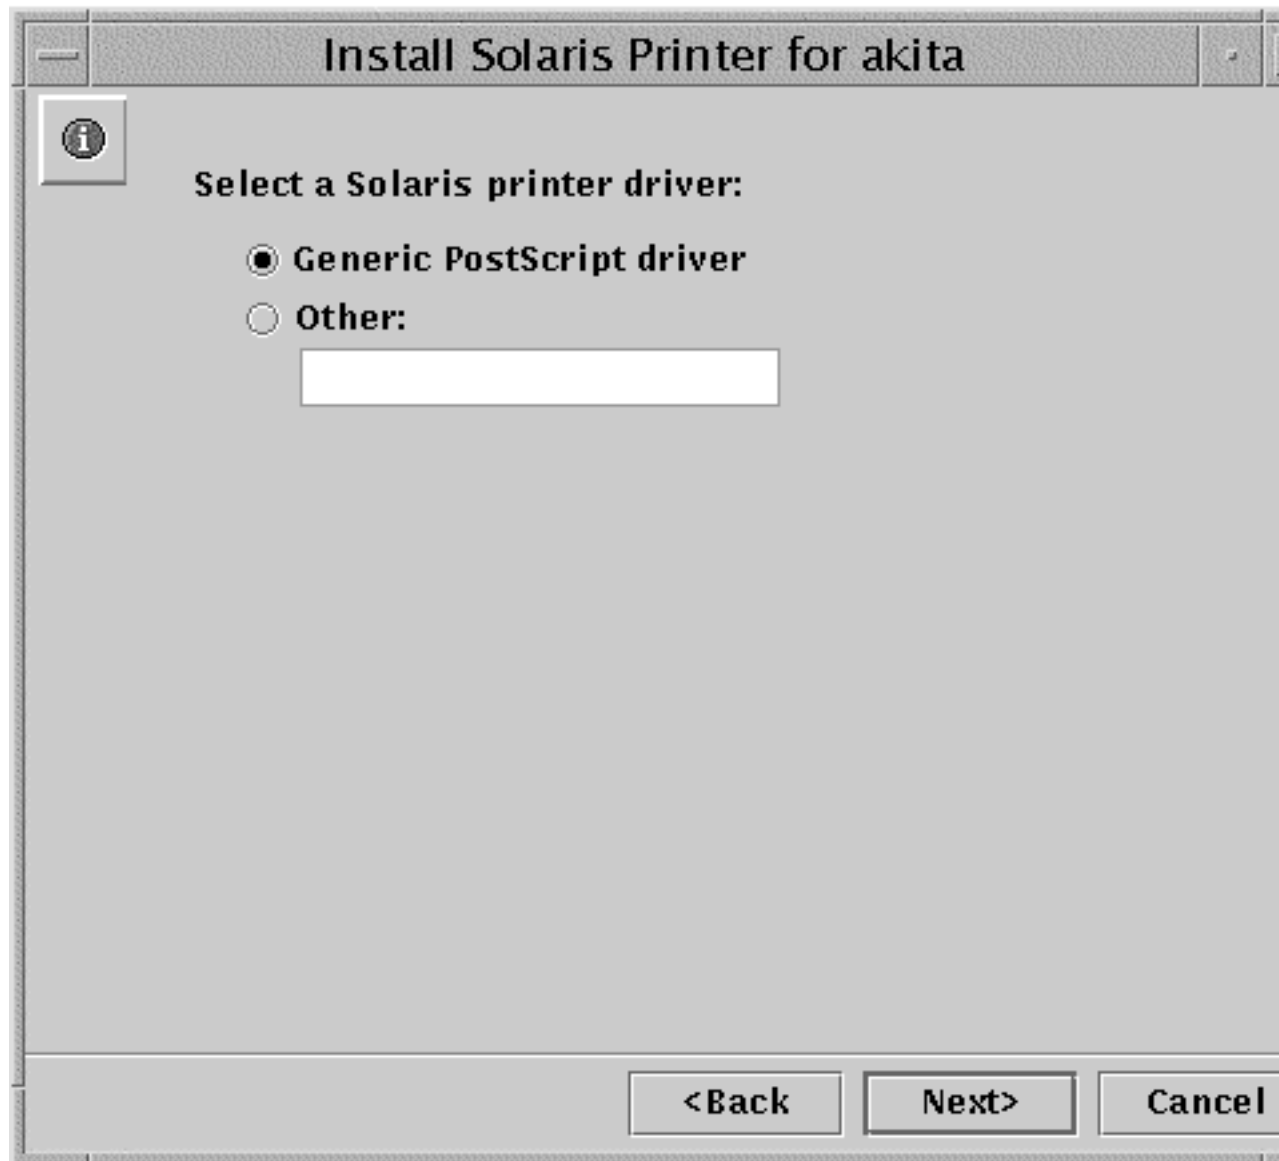 Install Solaris Printer for akita
Select a Solaris printer driver:
Generic PostScript driver
Other:
<Back Next> Cancel